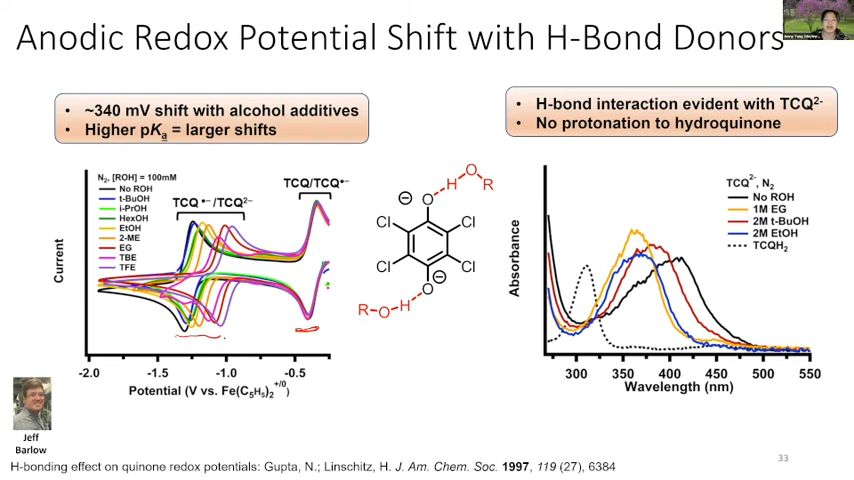 Anodic Redox Potential Shift with H-Bond Donors
• ~340 mV shift with alcohol additives
• Higher pKa = larger shifts
• H-bond interaction evident with TCQ2-
• No protonation to hydroquinone
N2, [ROH] = 100mM
No ROH
t-BuOH
i-PrOH
HexOH
EtOH
2-ME
EG
TBE
TFE
TCQ •–/TCQ2–
TCQ/TCQ•–
Current
-2.0 -1.5 -1.0 -0.5
Potential (V vs. Fe(C5H5)2+/0)
O
H
R
O
Cl Cl
Cl Cl
O
R-O
H
TCQ2-, N2
No ROH
1M EG
2M t-BuOH
2M EtOH
TCQH2
Absorbance
300 350 400 450 500 550
Wavelength (nm)
Jeff
Barlow
33
H-bonding effect on quinone redox potentials: Gupta, N.; Linschitz, H. J. Am. Chem. Soc. 1997, 119 (27), 6384